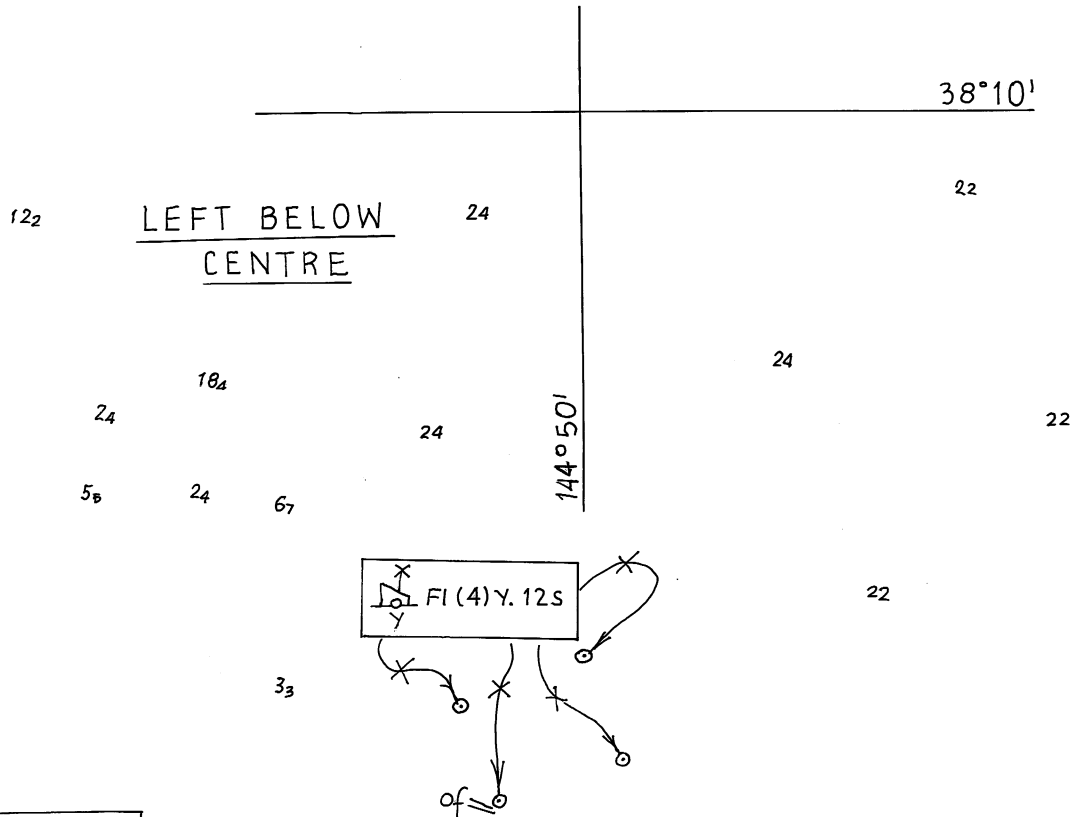 38°10'
22
12₂
LEFT BELOW
24
CENTRE
24
18₄
2₄
24
22
144°50'
2₄
6₇
Fl (4) Y. 12s
Y
22
3₃
of